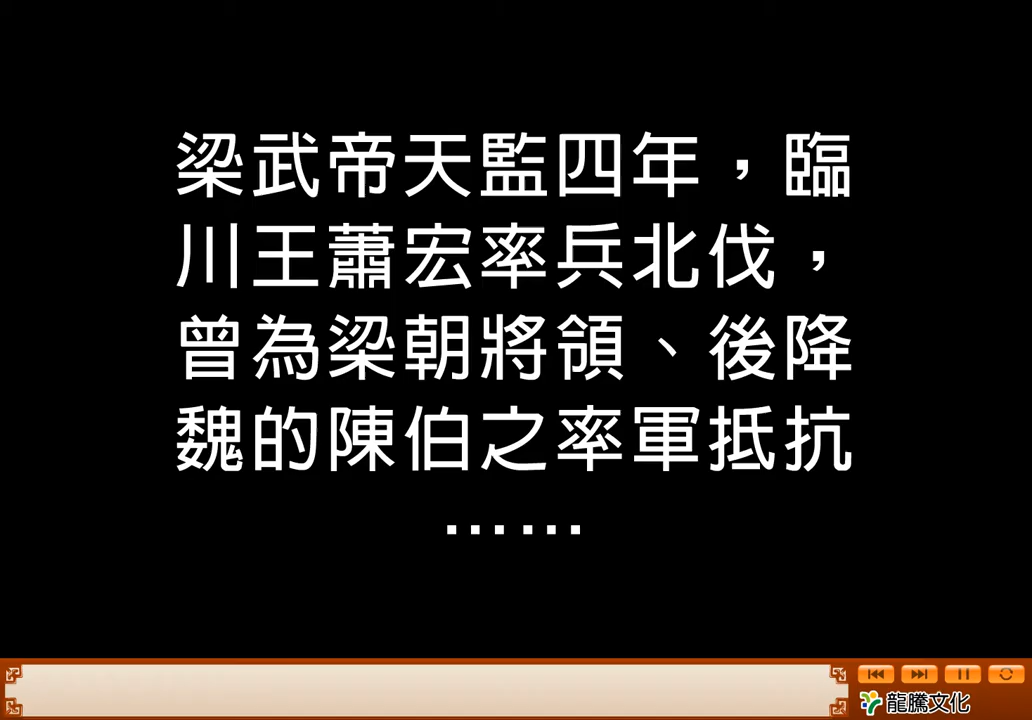 梁武帝天監四年，臨
川王蕭宏率兵北伐，
曾為梁朝將領、後降
魏的陳伯之率軍抵抗
……
龍騰文化